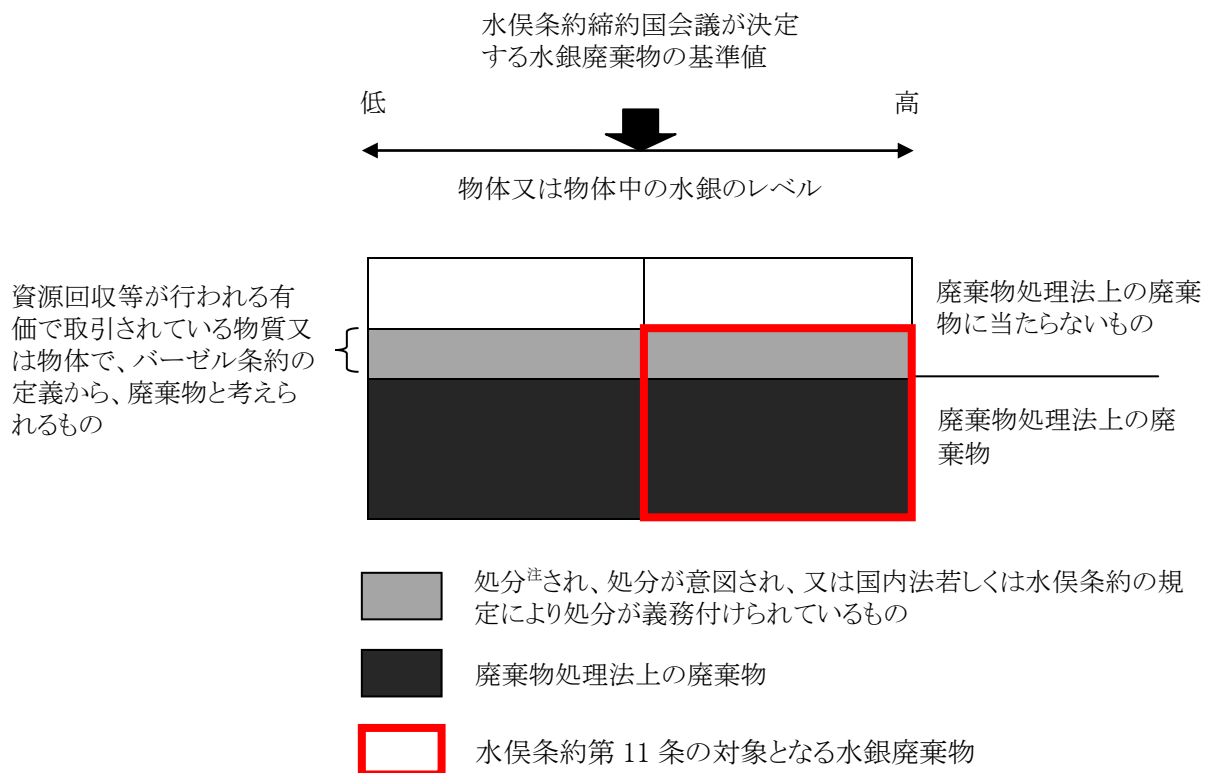 水俣条約締約国会議が決定
する水銀廃棄物の基準値
低
高
物体又は物体中の水銀のレベル
資源回収等が行われる有
価で取引されている物質又
は物体で、バーゼル条約の
定義から、廃棄物と考えら
れるもの
廃棄物処理法上の廃棄
物に当たらないもの
廃棄物処理法上の廃
棄物
処分注され、処分が意図され、又は国内法若しくは水俣条約の規
定により処分が義務付けられているもの
廃棄物処理法上の廃棄物
水俣条約第 11 条の対象となる水銀廃棄物